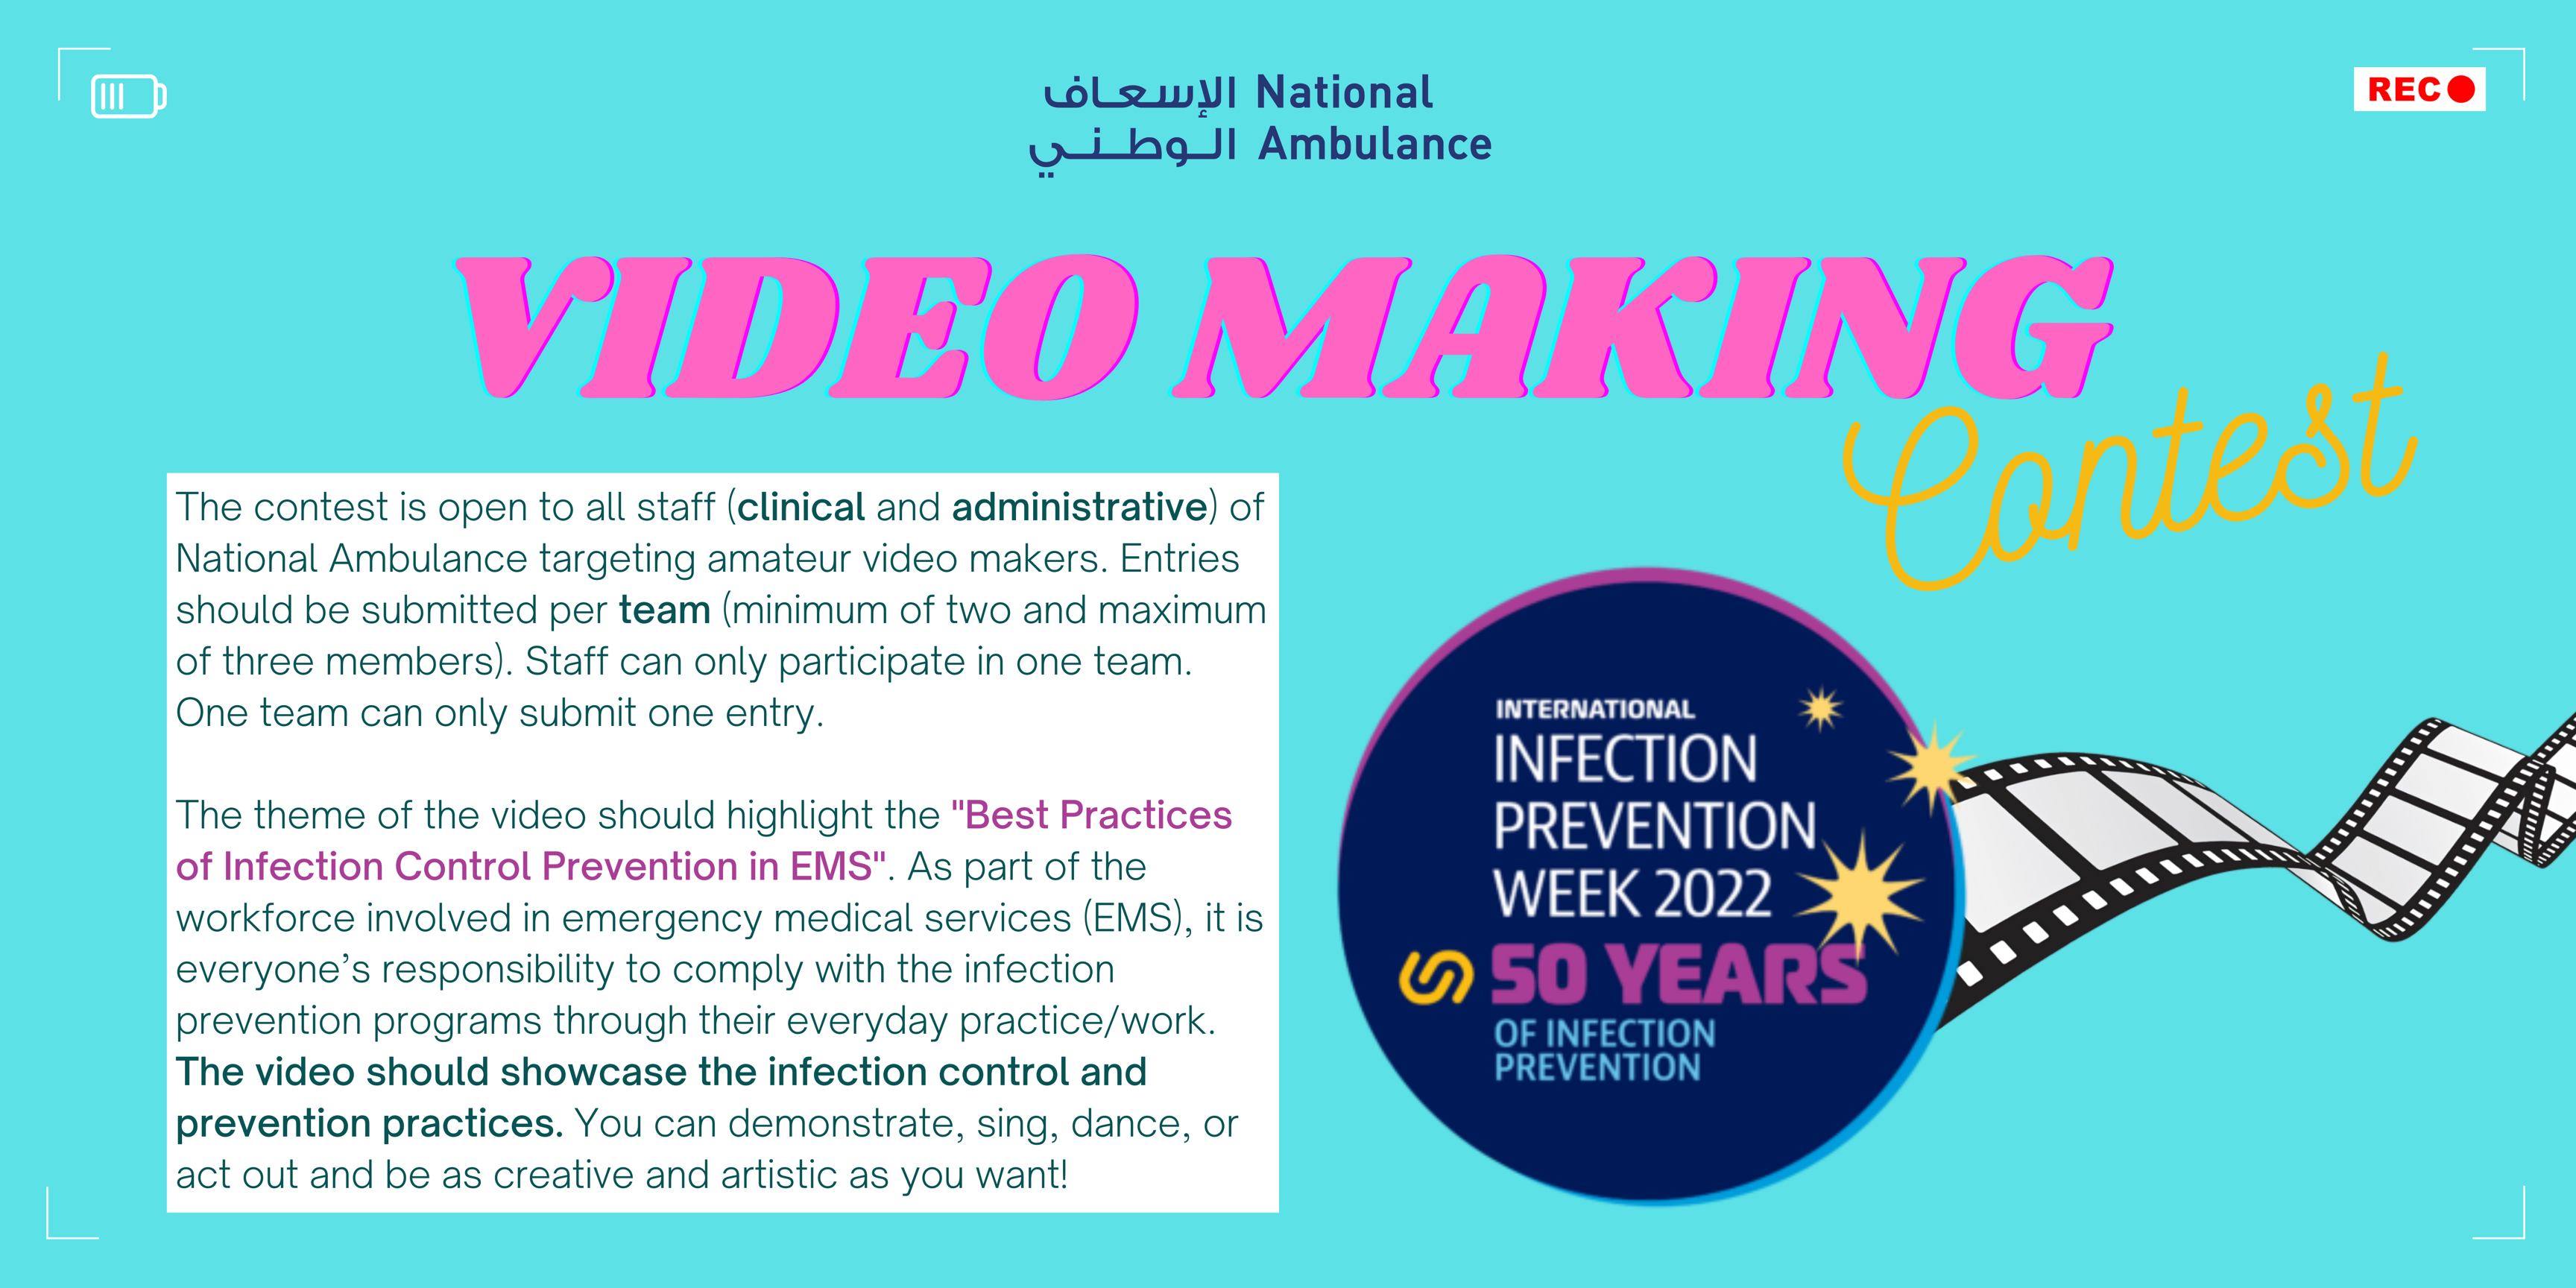 الإسعاف National
الوطني Ambulance
REC
VIDEO MAKING
Contest
The contest is open to all staff (clinical and administrative) of
National Ambulance targeting amateur video makers. Entries
should be submitted per team (minimum of two and maximum
of three members). Staff can only participate in one team.
One team can only submit one entry.
The theme of the video should highlight the "Best Practices
of Infection Control Prevention in EMS". As part of the
workforce involved in emergency medical services (EMS), it is
everyone’s responsibility to comply with the infection
prevention programs through their everyday practice/work.
The video should showcase the infection control and
prevention practices. You can demonstrate, sing, dance, or
act out and be as creative and artistic as you want!
INTERNATIONAL
INFECTION
PREVENTION
WEEK 2022
50 YEARS
OF INFECTION
PREVENTION